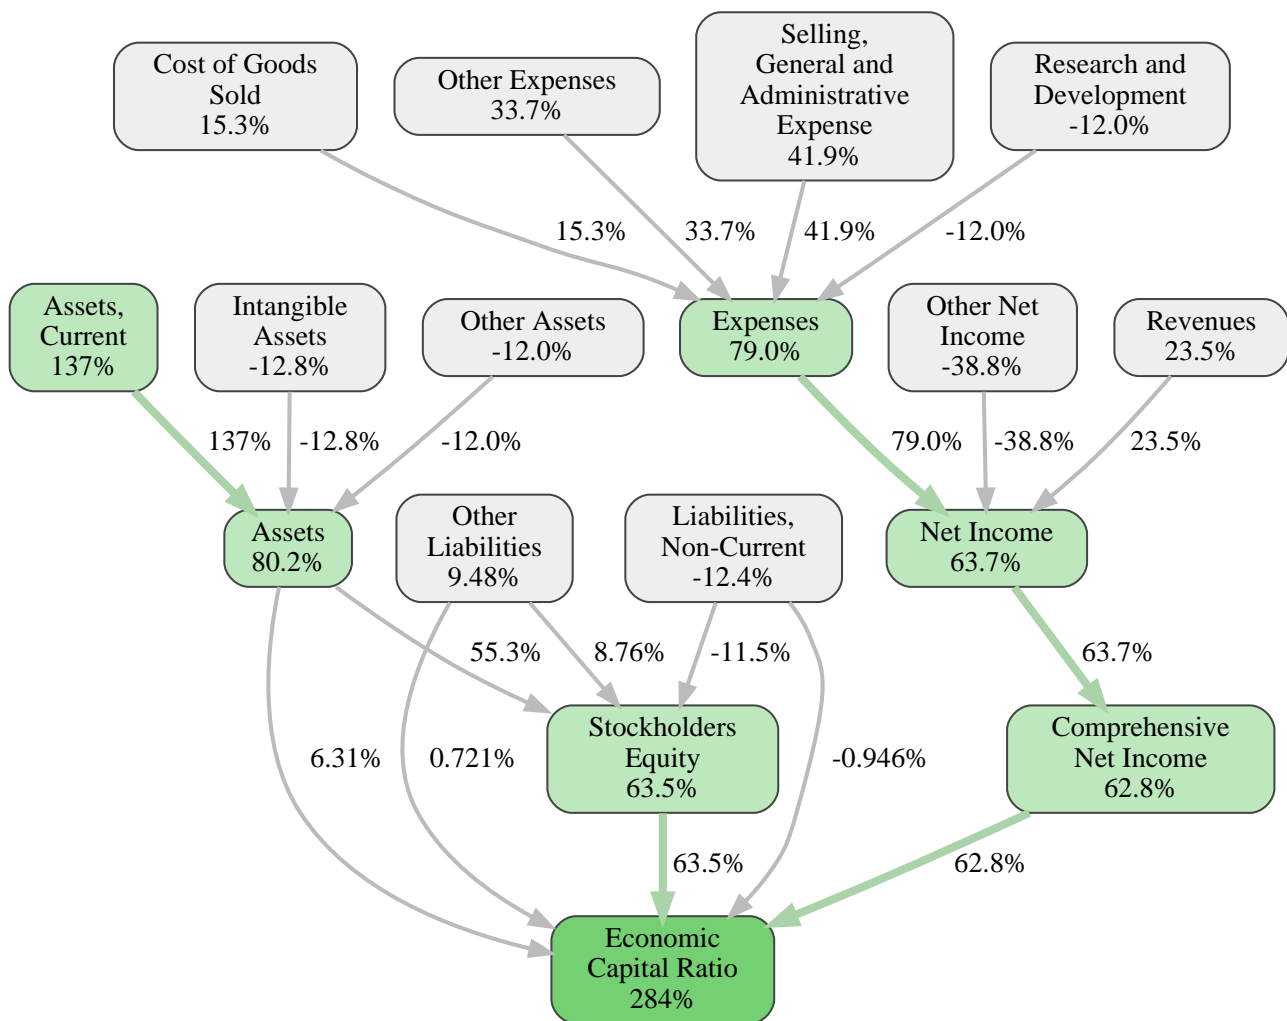 Cost of Goods
Sold
15.3%
Other Expenses
33.7%
Selling,
General and
Administrative
Expense
41.9%
Research and
Development
-12.0%
15.3%
33.7%
41.9%
-12.0%
Assets,
Current
137%
Intangible
Assets
-12.8%
Other Assets
-12.0%
Expenses
79.0%
Other Net
Income
-38.8%
Revenues
23.5%
137%
-12.8%
-12.0%
79.0%
-38.8%
23.5%
Assets
80.2%
Other
Liabilities
9.48%
Liabilities,
Non-Current
-12.4%
Net Income
63.7%
55.3%
8.76%
-11.5%
63.7%
6.31%
0.721%
Stockholders
Equity
63.5%
-0.946%
Comprehensive
Net Income
62.8%
63.5%
62.8%
Economic
Capital Ratio
284%